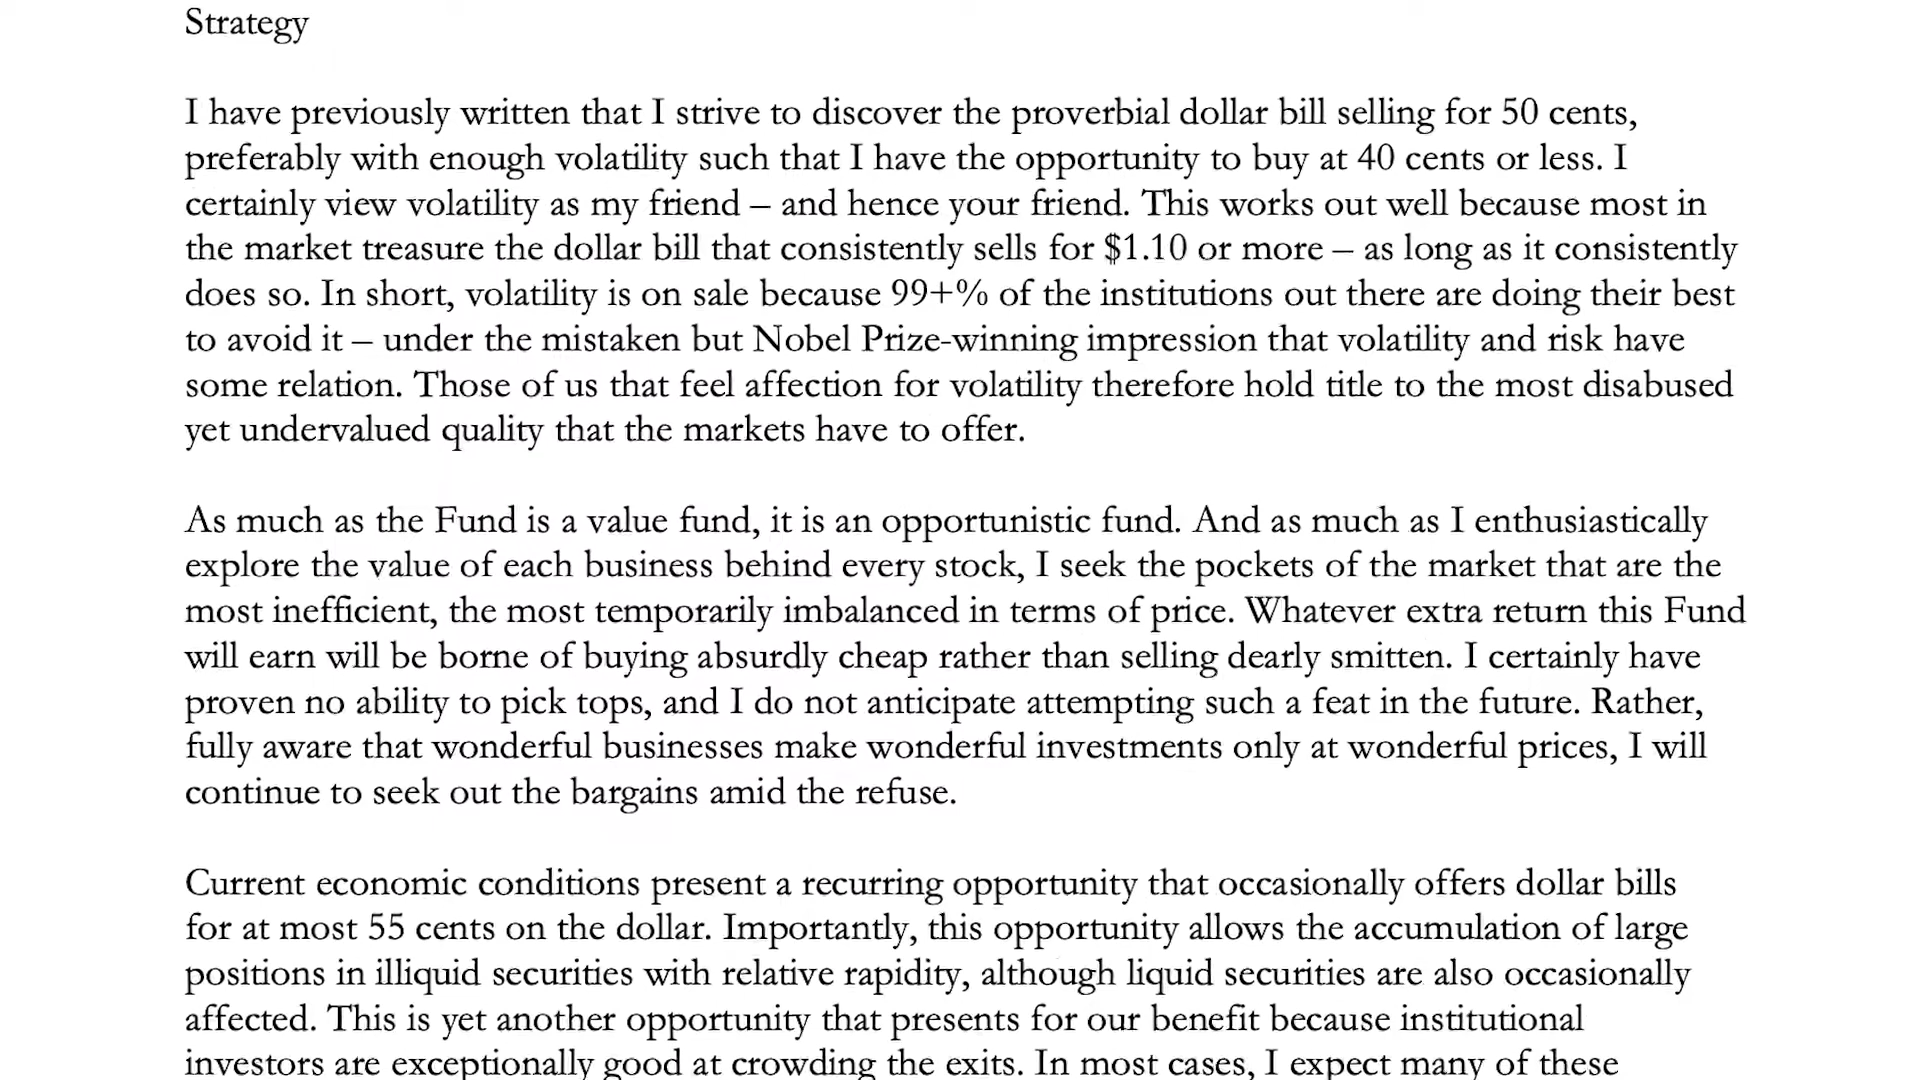 Strategy
I have previously written that I strive to discover the proverbial dollar bill selling for 50 cents,
preferably with enough volatility such that I have the opportunity to buy at 40 cents or less. I
certainly view volatility as my friend – and hence your friend. This works out well because most in
the market treasure the dollar bill that consistently sells for $1.10 or more – as long as it consistently
does so. In short, volatility is on sale because 99+% of the institutions out there are doing their best
to avoid it – under the mistaken but Nobel Prize-winning impression that volatility and risk have
some relation. Those of us that feel affection for volatility therefore hold title to the most disabused
yet undervalued quality that the markets have to offer.
As much as the Fund is a value fund, it is an opportunistic fund. And as much as I enthusiastically
explore the value of each business behind every stock, I seek the pockets of the market that are the
most inefficient, the most temporarily imbalanced in terms of price. Whatever extra return this Fund
will earn will be borne of buying absurdly cheap rather than selling dearly smitten. I certainly have
proven no ability to pick tops, and I do not anticipate attempting such a feat in the future. Rather,
fully aware that wonderful businesses make wonderful investments only at wonderful prices, I will
continue to seek out the bargains amid the refuse.
Current economic conditions present a recurring opportunity that occasionally offers dollar bills
for at most 55 cents on the dollar. Importantly, this opportunity allows the accumulation of large
positions in illiquid securities with relative rapidity, although liquid securities are also occasionally
affected. This is yet another opportunity that presents for our benefit because institutional
investors are exceptionally good at crowding the exits. In most cases, I expect many of these